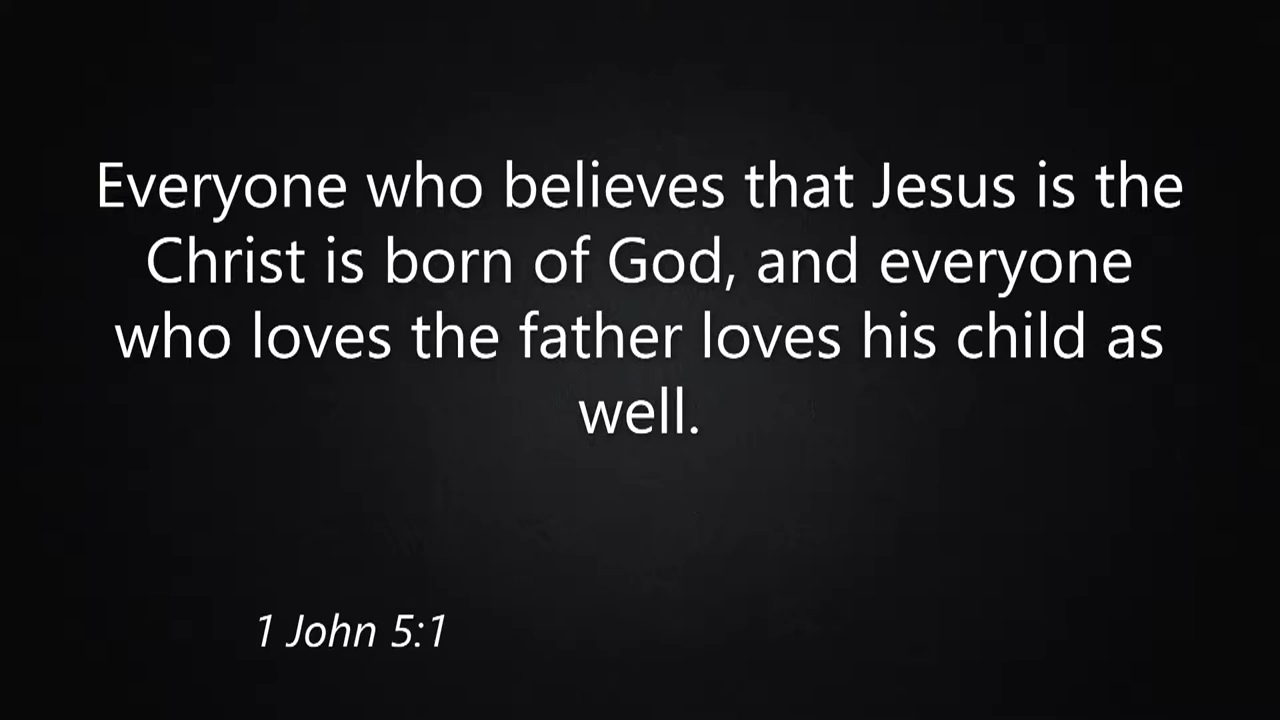 Everyone who believes that Jesus is the
Christ is born of God, and everyone
who loves the father loves his child as
well.
1 John 5:1